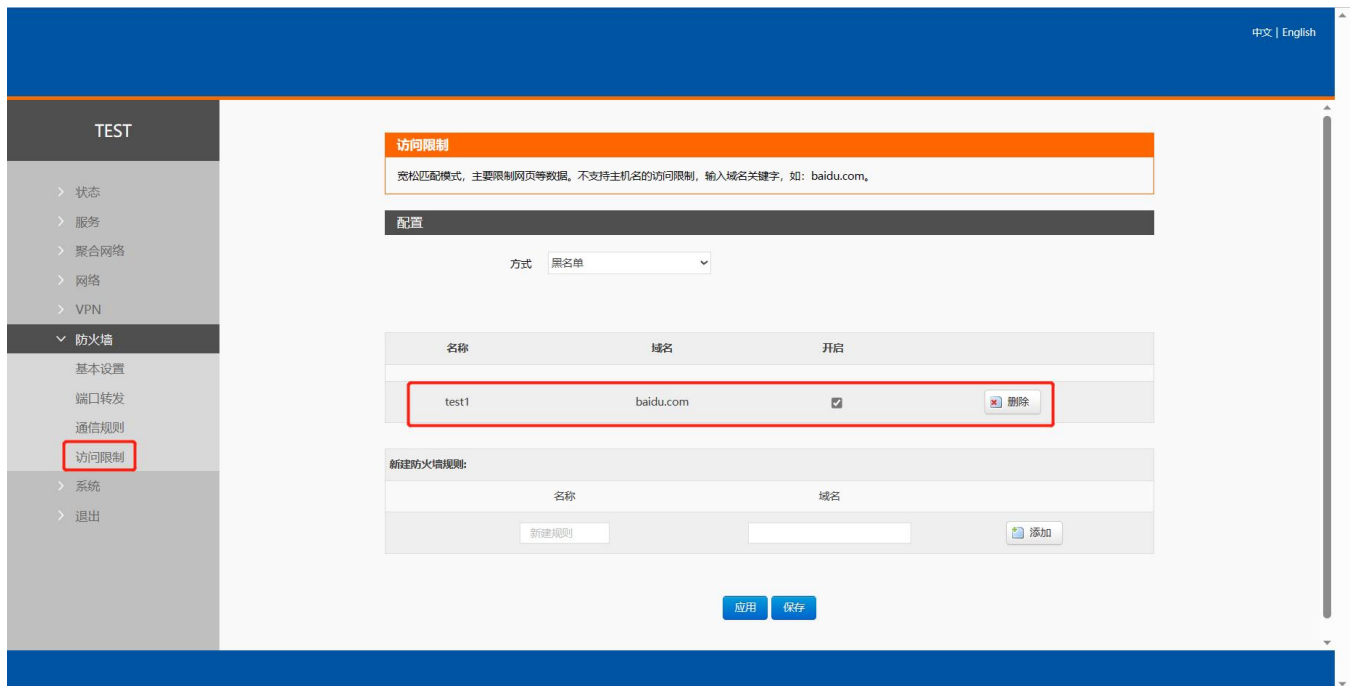 中文 | English
TEST
状态
服务
聚合网络
网络
VPN
防火墙
基本设置
端口转发
通信规则
访问限制
系统
退出
访问限制
宽松匹配模式，主要限制网页等数据。不支持主机名的访问限制，输入域名关键字，如：baidu.com。
配置
方式 黑名单
名称 域名 开启
test1 baidu.com 删除
新建防火墙规则:
名称 域名
新建规则 添加
应用 保存